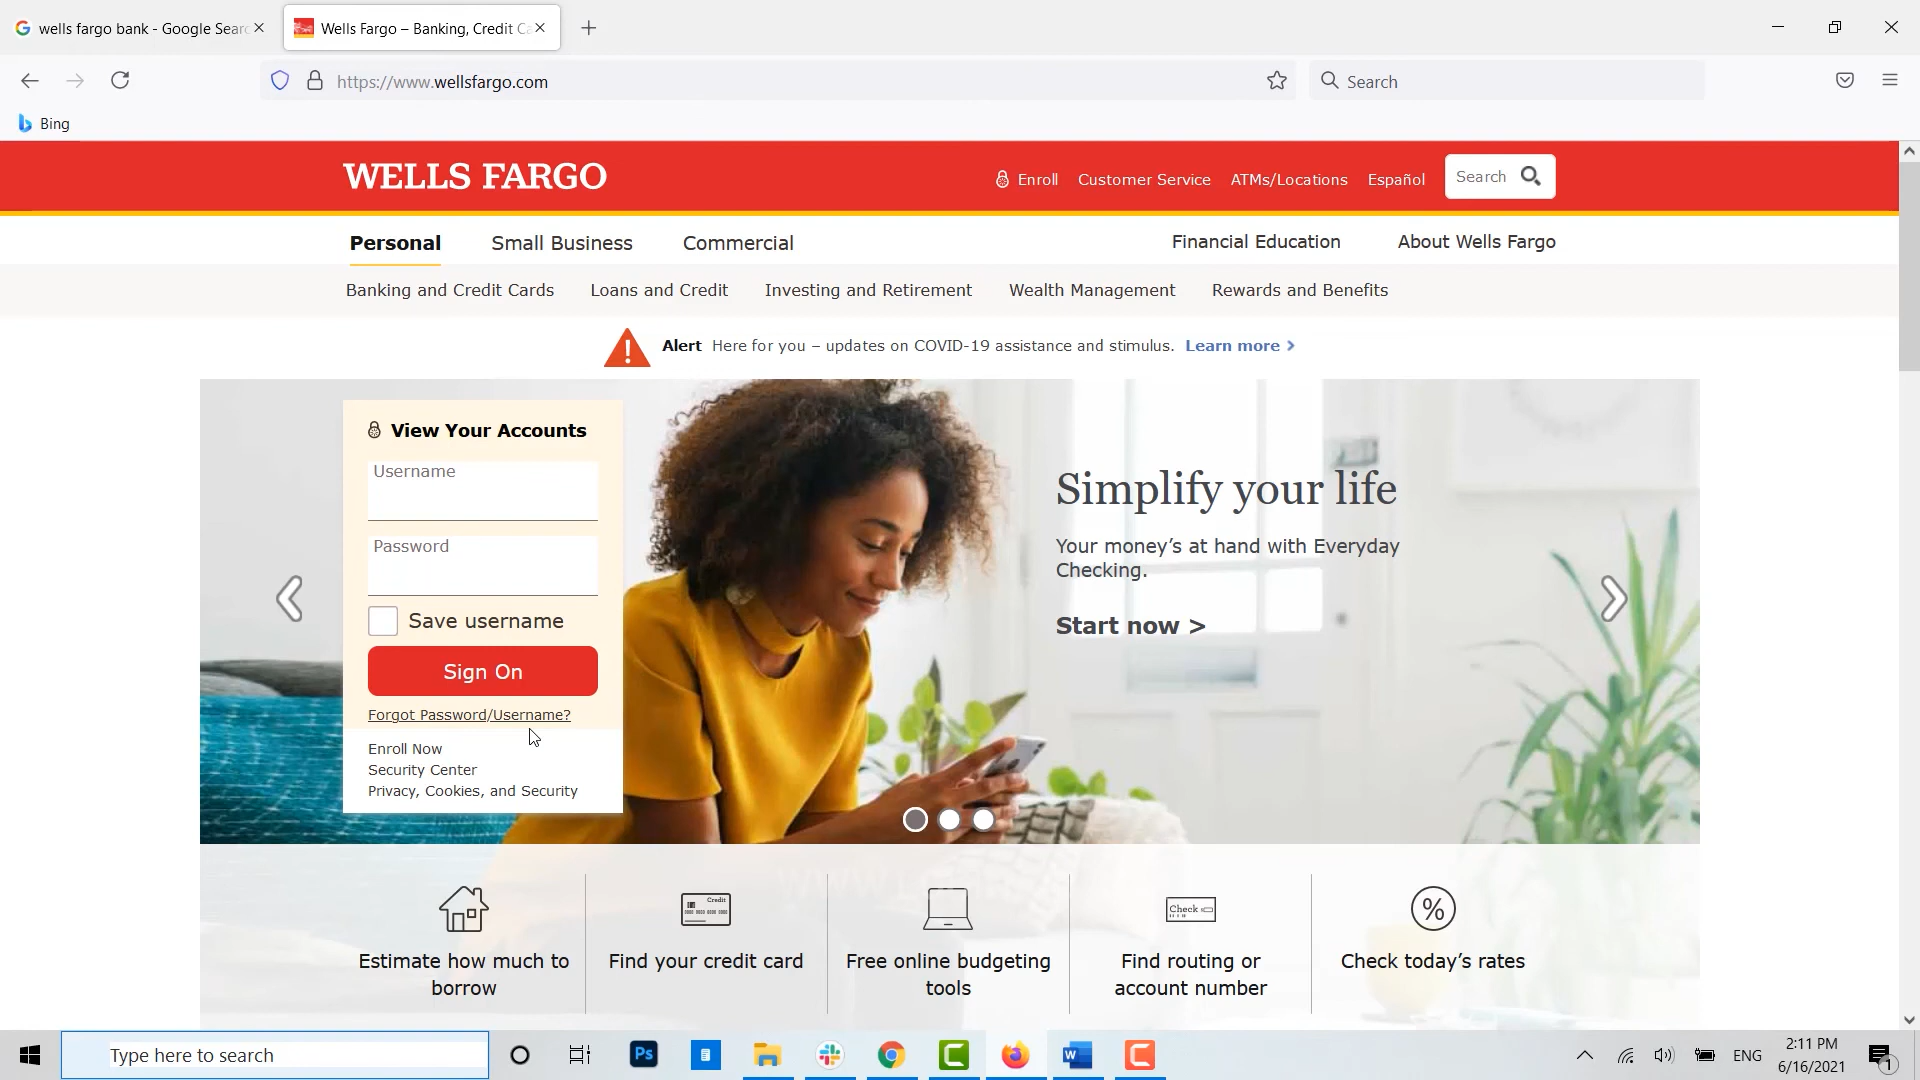 wells fargo bank - Google Sear
Wells Fargo – Banking, Credit C
https://www.wellsfargo.com
Search
Bing
WELLS FARGO
Enroll
Customer Service
ATMs/Locations
Español
Search
Personal
Small Business
Commercial
Financial Education
About Wells Fargo
Banking and Credit Cards
Loans and Credit
Investing and Retirement
Wealth Management
Rewards and Benefits
Alert Here for you – updates on COVID-19 assistance and stimulus. Learn more
View Your Accounts
Username
Password
Save username
Sign On
Forgot Password/Username?
Enroll Now
Security Center
Privacy, Cookies, and Security
Simplify your life
Your money's at hand with Everyday
Checking.
Start now >
Credit
Check
%
Estimate how much to
borrow
Find your credit card
Free online budgeting
tools
Find routing or
account number
Check today's rates
Type here to search
Ps
W
C
ENG
2:11 PM
6/16/2021
1